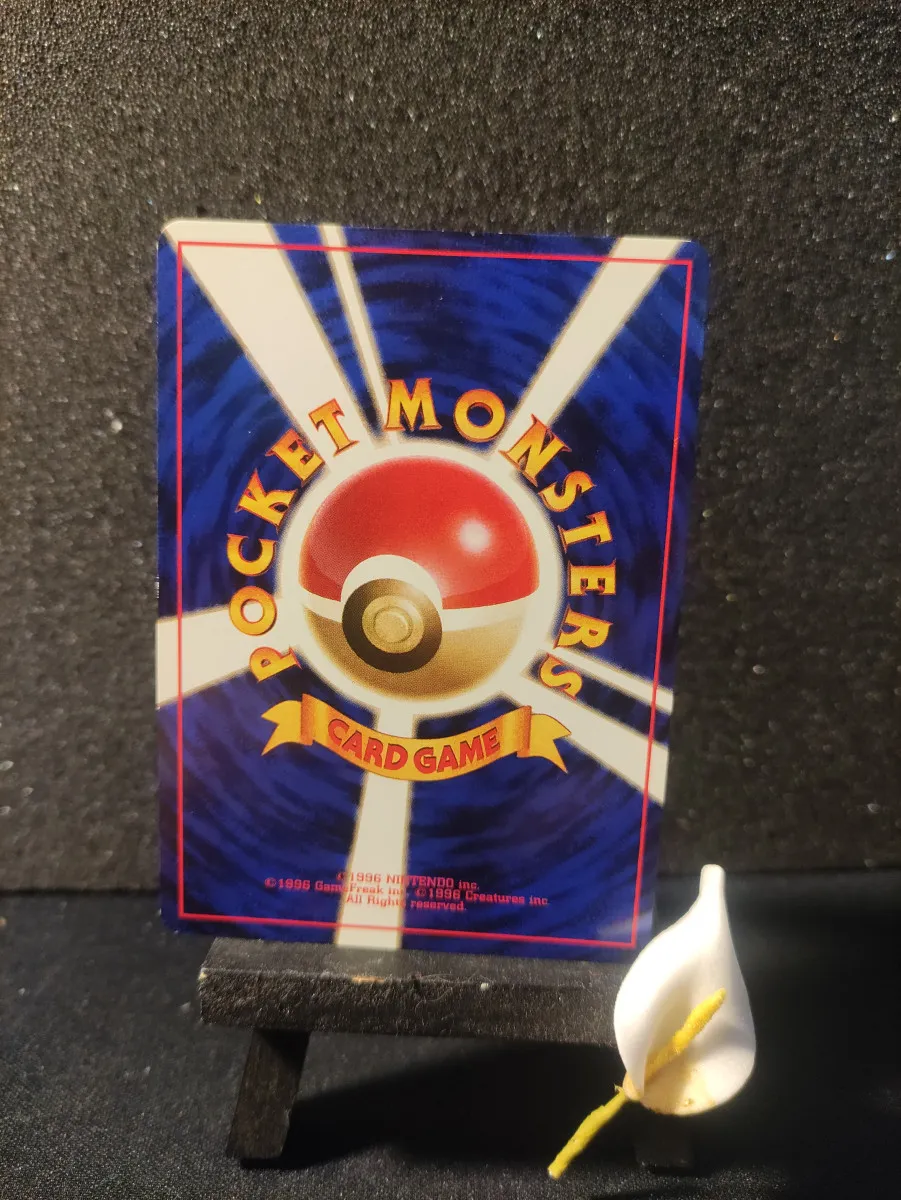 POCKET MONSTERS
CARD GAME
©1996 NINTENDO inc.
©1996 GameFreak inc. ©1996 Creatures inc.
All Rights reserved.